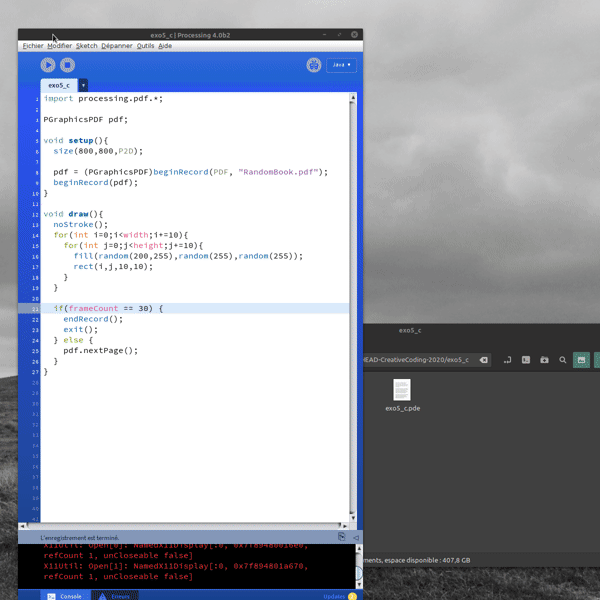 exo5_c | Processing 4.0b2
Fichier Modifier Sketch Dépanner Outils Aide
Java ▾
exo5_c
1 import processing.pdf.*;
2
3 PGraphicsPDF pdf;
4
5 void setup(){
6 size(800,800,P2D);
7
8 pdf = (PGraphicsPDF)beginRecord(PDF, "RandomBook.pdf");
9 beginRecord(pdf);
10 }
11
12 void draw(){
13 noStroke();
14 for(int i=0;i<width;i+=10){
15 for(int j=0;j<height;j+=10){
16 fill(random(200,255),random(255),random(255));
17 rect(i,j,10,10);
18 }
19 }
20
21 if(frameCount == 30) {
22 endRecord();
23 exit();
24 } else {
25 pdf.nextPage();
26 }
27 }
28
29
30
31
32
33
34
35
36
37
38
39
40
41
L'enregistrement est terminé.
X11Util: Open[0]: NamedX11Display[:0,
refCount 1, unCloseable false]
X11Util: Open[1]: NamedX11Display[:0, 0x7f894801a670,
refCount 1, unCloseable false]
Console Erreurs Updates
exo5_c
EAD-CreativeCoding-2020/exo5_c
exo5_c.pde
ments, espace disponible : 407,8 GB